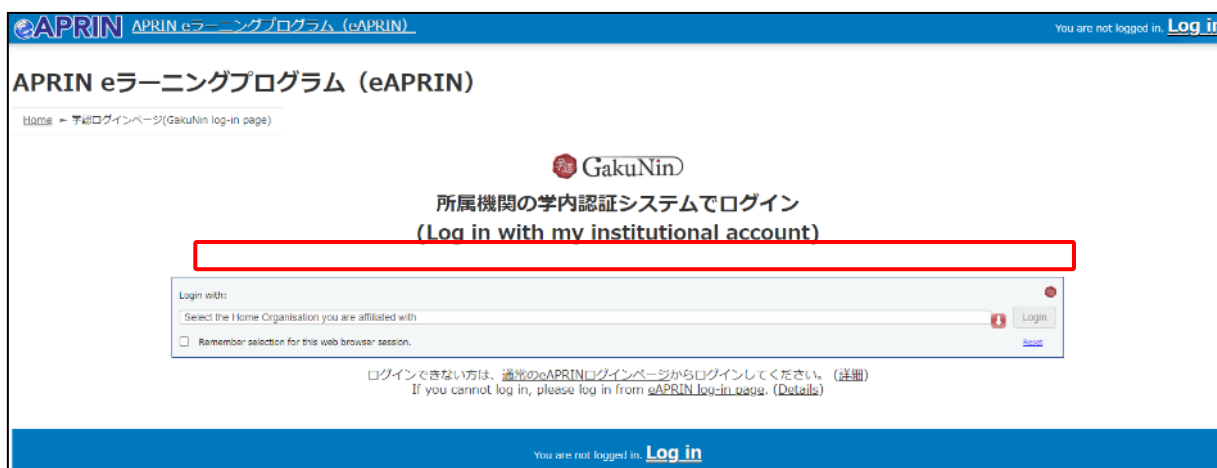 APRIN APRIN eラーニングプログラム（eAPRIN） You are not logged in. Log in
APRIN eラーニングプログラム（eAPRIN）
Home ► 学認ログインページ(GakuNin log-in page)
学認 GakuNin
所属機関の学内認証システムでログイン
(Log in with my institutional account)
Login with:
Select the Home Organisation you are affiliated with Login
Remember selection for this web browser session. Reset
ログインできない方は、通常のeAPRINログインページからログインしてください。（詳細）
If you cannot log in, please log in from eAPRIN log-in page. (Details)
You are not logged in. Log in